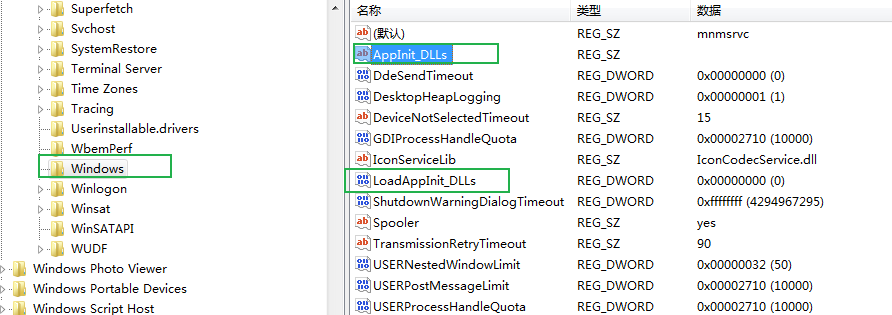 Superfetch
Svchost
SystemRestore
Terminal Server
Time Zones
Tracing
Userinstallable.drivers
WbemPerf
Windows
Winlogon
Winsat
WinSATAPI
WUDF
Windows Photo Viewer
Windows Portable Devices
Windows Script Host
名称 类型 数据
(默认) REG_SZ mnmsrvc
AppInit_DLLs REG_SZ
DdeSendTimeout REG_DWORD 0x00000000 (0)
DesktopHeapLogging REG_DWORD 0x00000001 (1)
DeviceNotSelectedTimeout REG_SZ 15
GDIProcessHandleQuota REG_DWORD 0x00002710 (10000)
IconServiceLib REG_SZ IconCodecService.dll
LoadAppInit_DLLs REG_DWORD 0x00000000 (0)
ShutdownWarningDialogTimeout REG_DWORD 0xffffffff (4294967295)
Spooler REG_SZ yes
TransmissionRetryTimeout REG_SZ 90
USERNestedWindowLimit REG_DWORD 0x00000032 (50)
USERPostMessageLimit REG_DWORD 0x00002710 (10000)
USERProcessHandleQuota REG_DWORD 0x00002710 (10000)